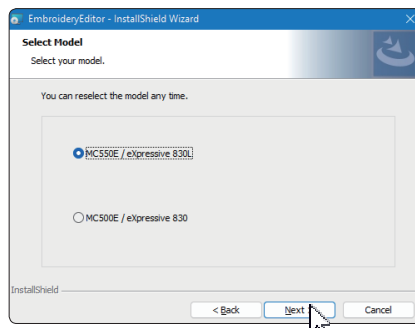 EmbroideryEditor - InstallShield Wizard
Select Model
Select your model.
You can reselect the model any time.
MC550E / eXpressive 830L
MC500E / eXpressive 830
InstallShield
< Back Next > Cancel